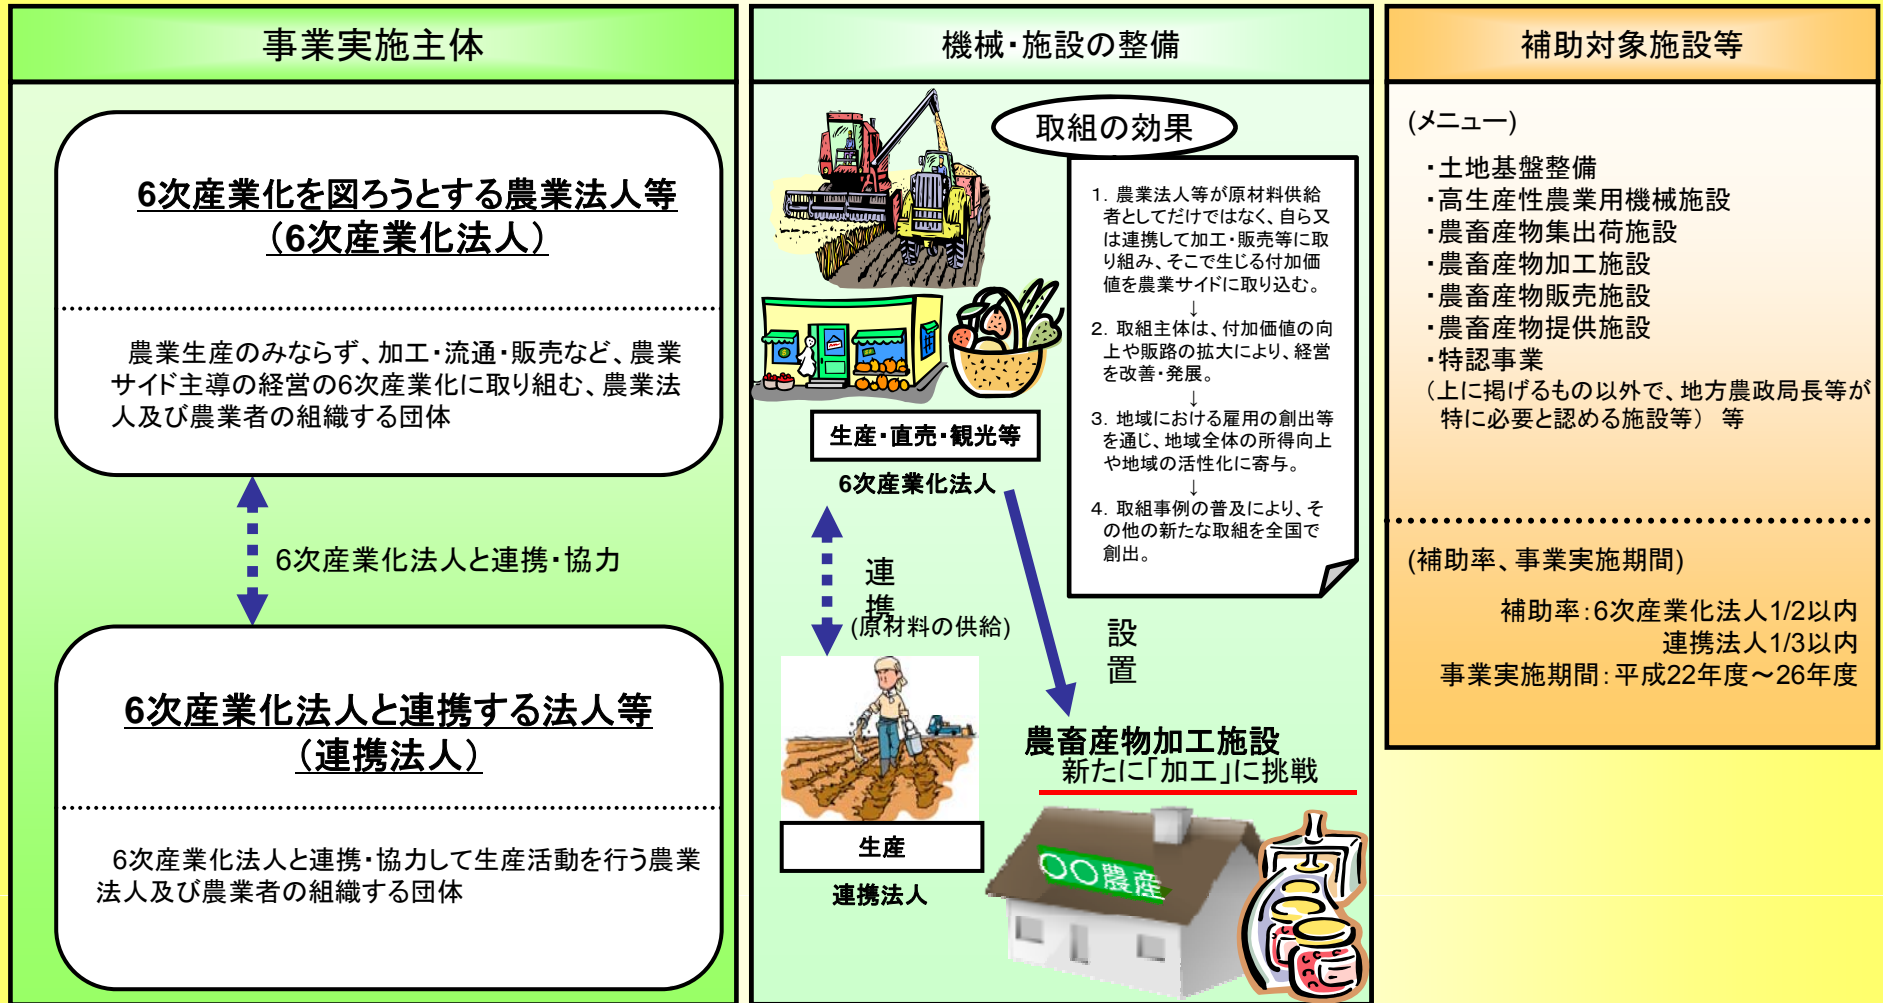 事業実施主体
6次産業化を図ろうとする農業法人等
（6次産業化法人）
農業生産のみならず、加工・流通・販売など、農業
サイド主導の経営の6次産業化に取り組む、農業法
人及び農業者の組織する団体
6次産業化法人と連携・協力
6次産業化法人と連携する法人等
（連携法人）
6次産業化法人と連携・協力して生産活動を行う農業
法人及び農業者の組織する団体
機械・施設の整備
取組の効果
1．農業法人等が原材料供給
者としてだけではなく、自ら又
は連携して加工・販売等に取
り組み、そこで生じる付加価
値を農業サイドに取り込む。
↓
2．取組主体は、付加価値の向
上や販路の拡大により、経営
を改善・発展。
↓
3．地域における雇用の創出等
を通じ、地域全体の所得向上
や地域の活性化に寄与。
↓
4．取組事例の普及により、そ
の他の新たな取組を全国で
創出。
生産・直売・観光等
6次産業化法人
連携
(原材料の供給)
設置
生産
連携法人
農畜産物加工施設
新たに「加工」に挑戦
〇〇農産
補助対象施設等
(メニュー)
・土地基盤整備
・高生産性農業用機械施設
・農畜産物集出荷施設
・農畜産物加工施設
・農畜産物販売施設
・農畜産物提供施設
・特認事業
（上に掲げるもの以外で、地方農政局長等が
特に必要と認める施設等） 等
(補助率、事業実施期間)
補助率：6次産業化法人1/2以内
連携法人1/3以内
事業実施期間：平成22年度～26年度